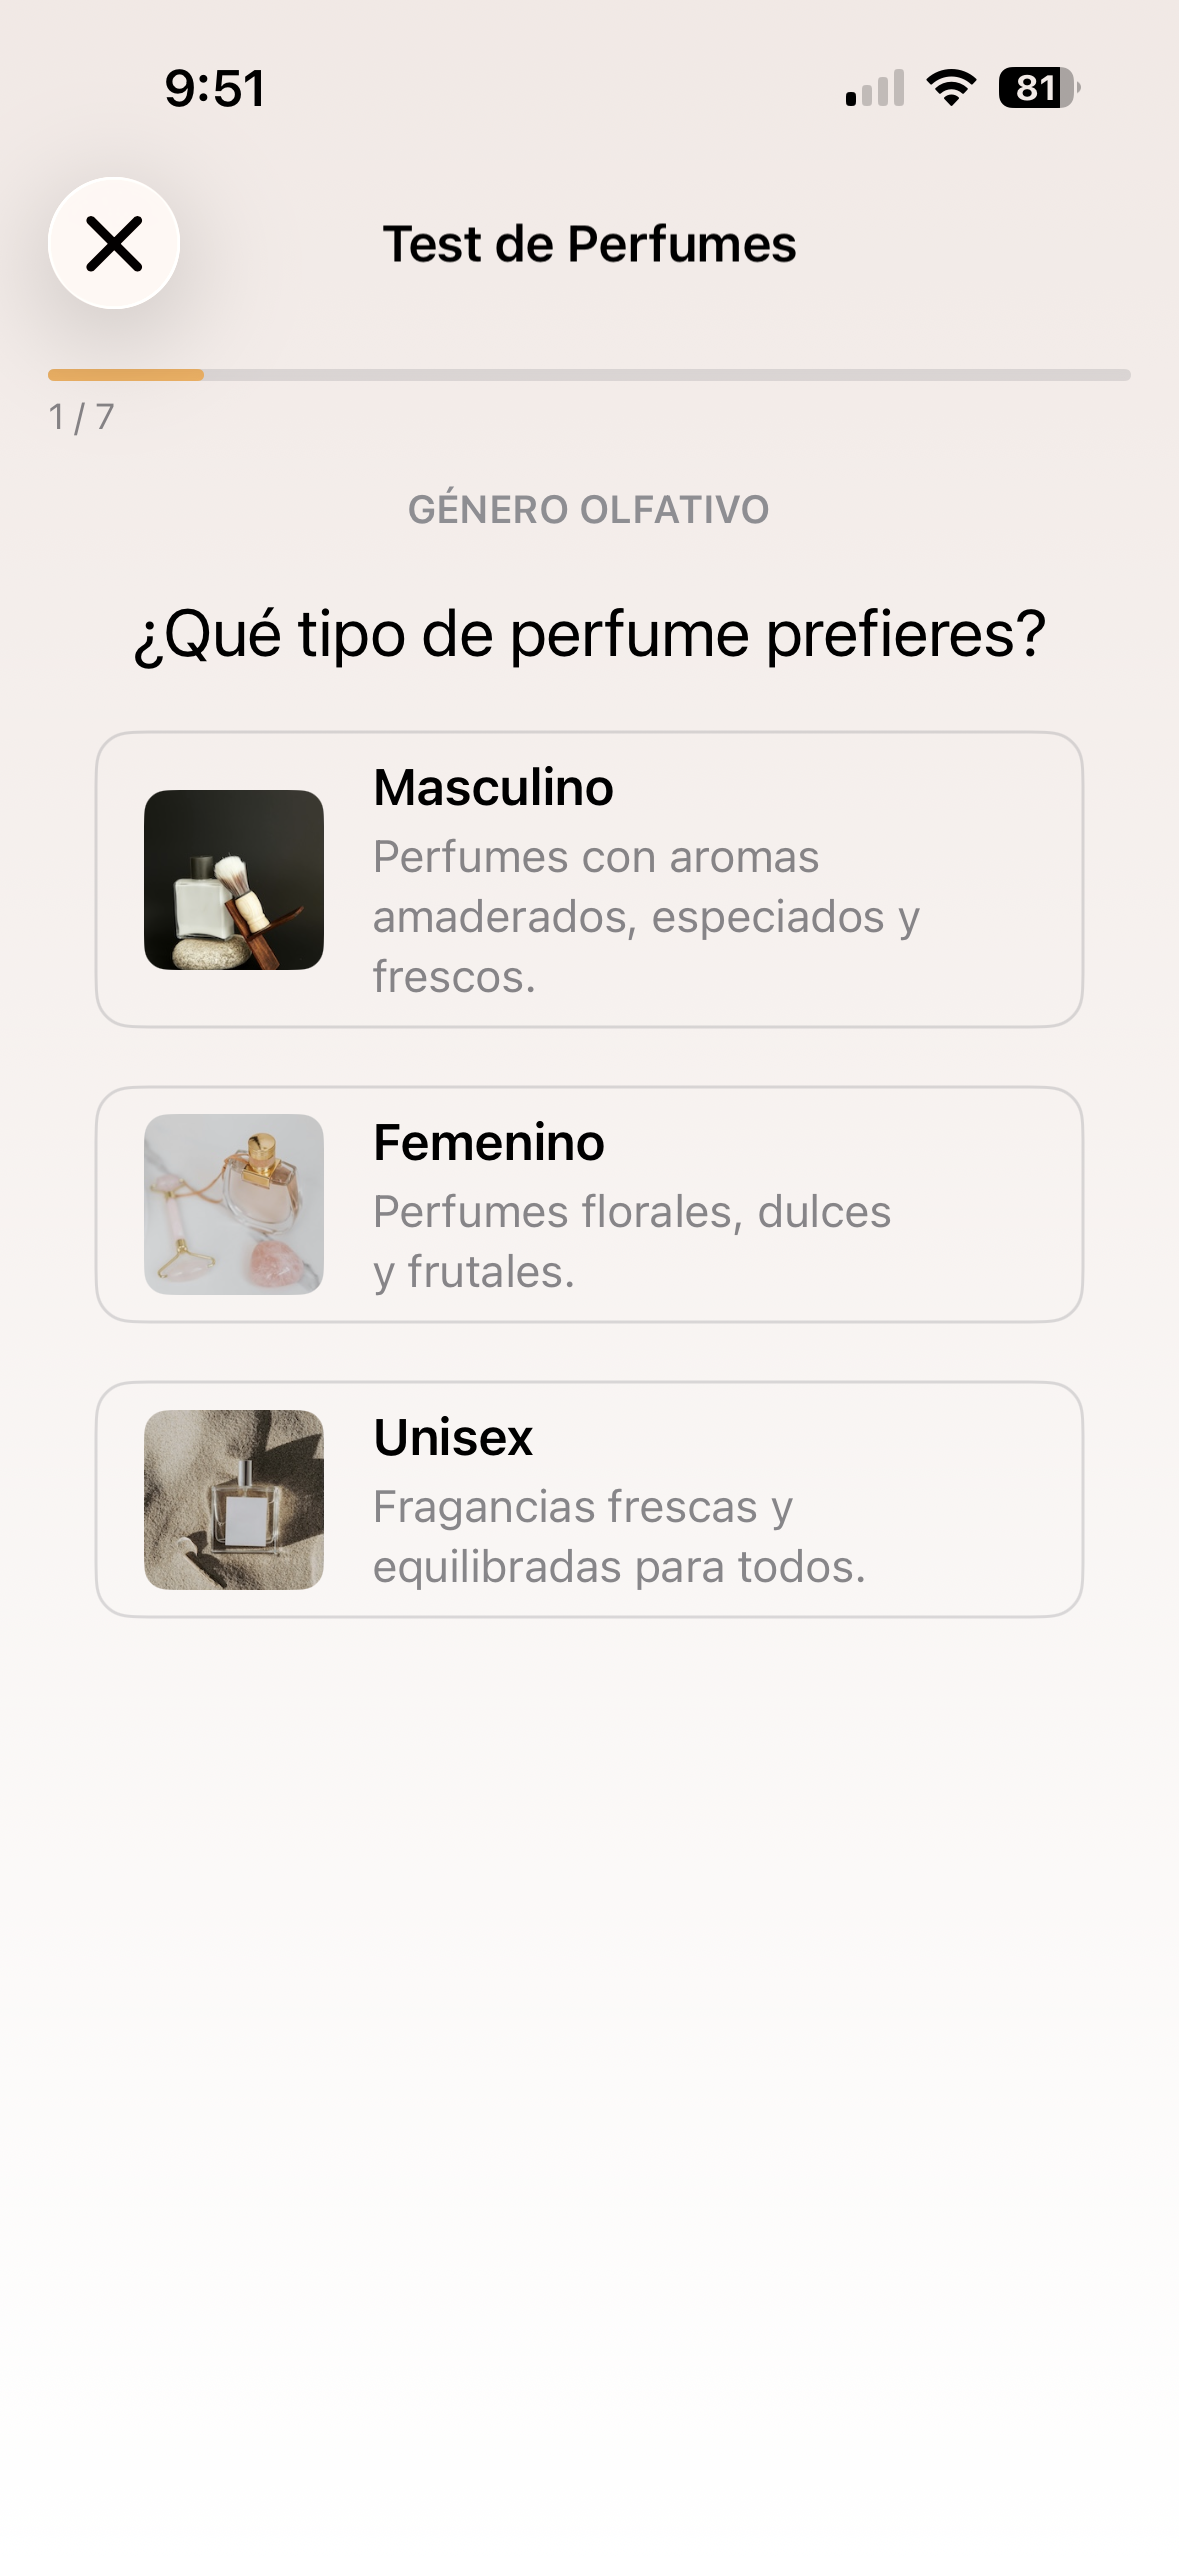 9:51
81
Test de Perfumes
1 / 7
GÉNERO OLFATIVO
¿Qué tipo de perfume prefieres?
Masculino
Perfumes con aromas
amaderados, especiados y
frescos.
Femenino
Perfumes florales, dulces
y frutales.
Unisex
Fragancias frescas y
equilibradas para todos.